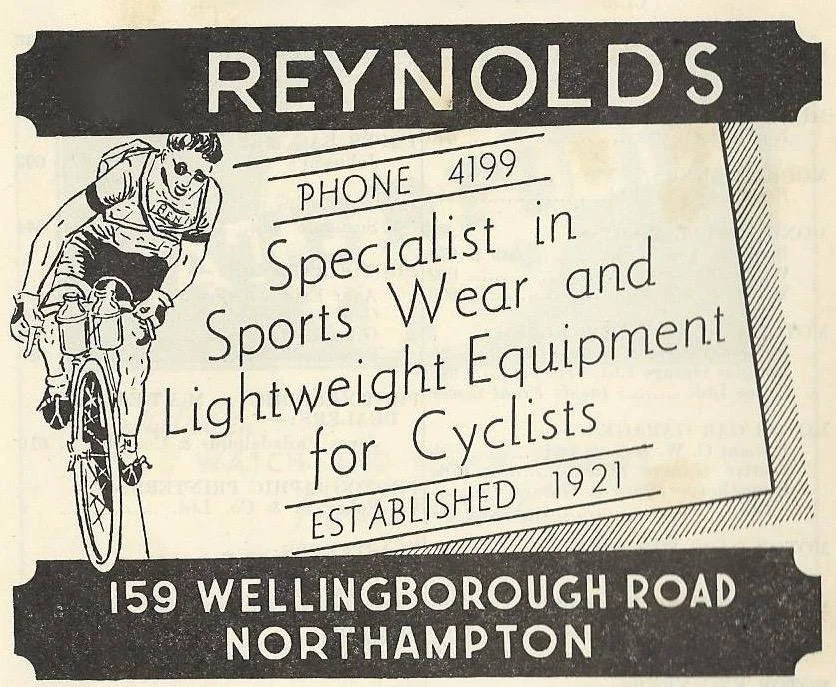 REYNOLDS
PHONE 4199
Specialist in
Sports Wear and
Lightweight Equipment
for Cyclists
ESTABLISHED 1921
159 WELLINGBOROUGH ROAD
NORTHAMPTON